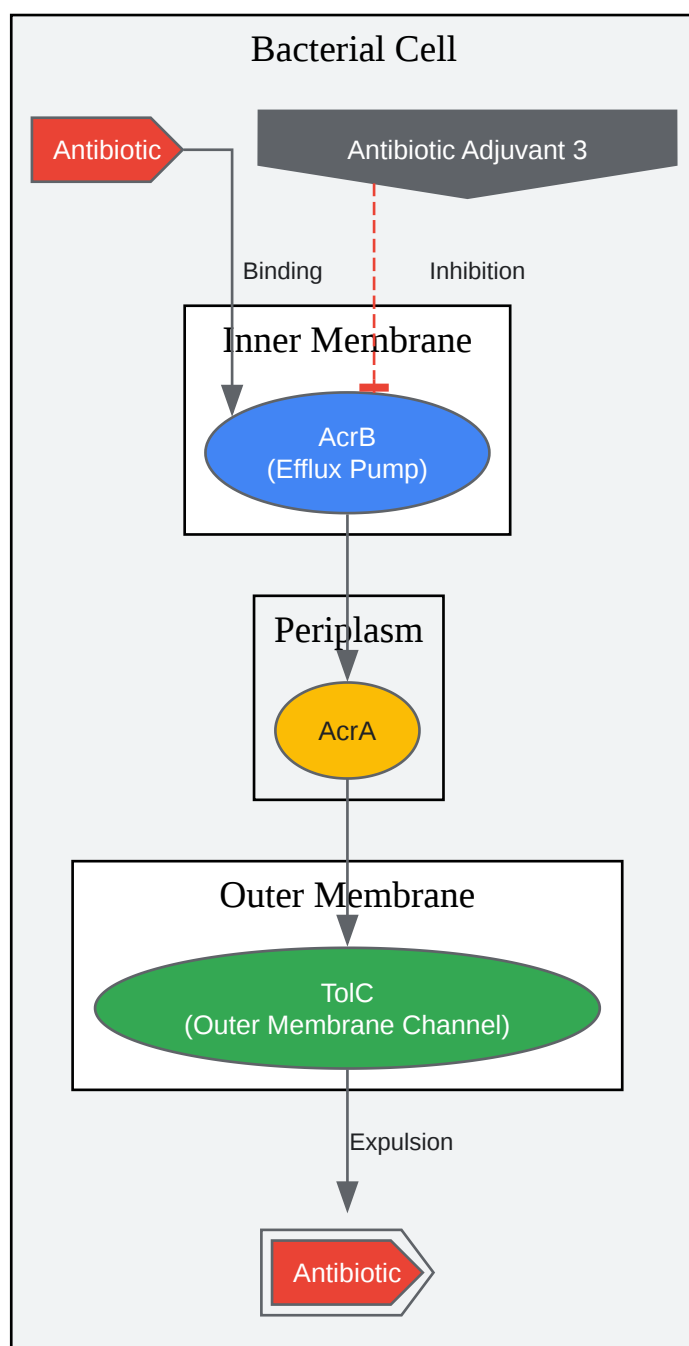 Bacterial Cell
Antibiotic
Antibiotic Adjuvant 3
Binding
Inhibition
Inner Membrane
AcrB
(Efflux Pump)
Periplasm
AcrA
Outer Membrane
TolC
(Outer Membrane Channel)
Expulsion
Antibiotic